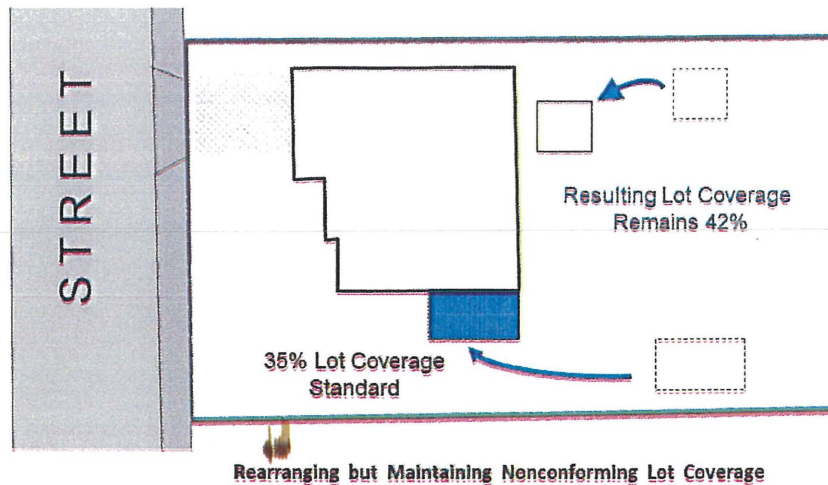 STREET
Resulting Lot Coverage
Remains 42%
35% Lot Coverage
Standard
Rearranging but Maintaining Nonconforming Lot Coverage